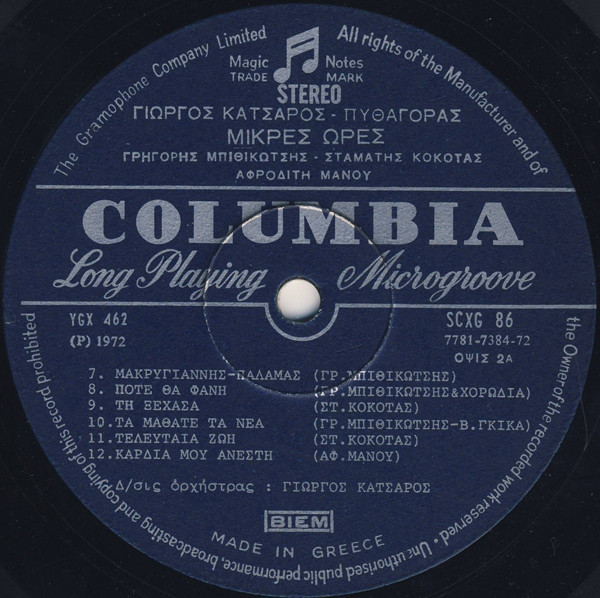 The Gramophone Company Limited
All rights of the Manufacturer and of
the Owner of the recorded work reserved · Unauthorised public performance, broadcasting and copying of this record prohibited
Magic Notes
TRADE MARK
STEREO
ΓΙΩΡΓΟΣ ΚΑΤΣΑΡΟΣ - ΠΥΘΑΓΟΡΑΣ
ΜΙΚΡΕΣ ΩΡΕΣ
ΓΡΗΓΟΡΗΣ ΜΠΙΘΙΚΩΤΣΗΣ - ΣΤΑΜΑΤΗΣ ΚΟΚΟΤΑΣ
ΑΦΡΟΔΙΤΗ ΜΑΝΟΥ
COLUMBIA
Long Playing Microgroove
YGX 462 SCXG 86
(P) 1972 7781-7384-72
ΟΨΙΣ 2Α
7. ΜΑΚΡΥΓΙΑΝΝΗΣ-ΠΑΛΑΜΑΣ (ΓΡ.ΜΠΙΘΙΚΩΤΣΗΣ)
8. ΠΟΤΕ ΘΑ ΦΑΝΗ (ΓΡ.ΜΠΙΘΙΚΩΤΣΗΣ&ΧΟΡΩΔΙΑ)
9. ΤΗ ΞΕΧΑΣΑ (ΣΤ.ΚΟΚΟΤΑΣ)
10.ΤΑ ΜΑΘΑΤΕ ΤΑ ΝΕΑ (ΓΡ.ΜΠΙΘΙΚΩΤΣΗΣ-Β.ΓΚΙΚΑ)
11.ΤΕΛΕΥΤΑΙΑ ΖΩΗ (ΣΤ.ΚΟΚΟΤΑΣ)
12.ΚΑΡΔΙΑ ΜΟΥ ΑΝΕΣΤΗ (ΑΦ.ΜΑΝΟΥ)
Δ/σις ὀρχήστρας : ΓΙΩΡΓΟΣ ΚΑΤΣΑΡΟΣ
BIEM
MADE IN GREECE